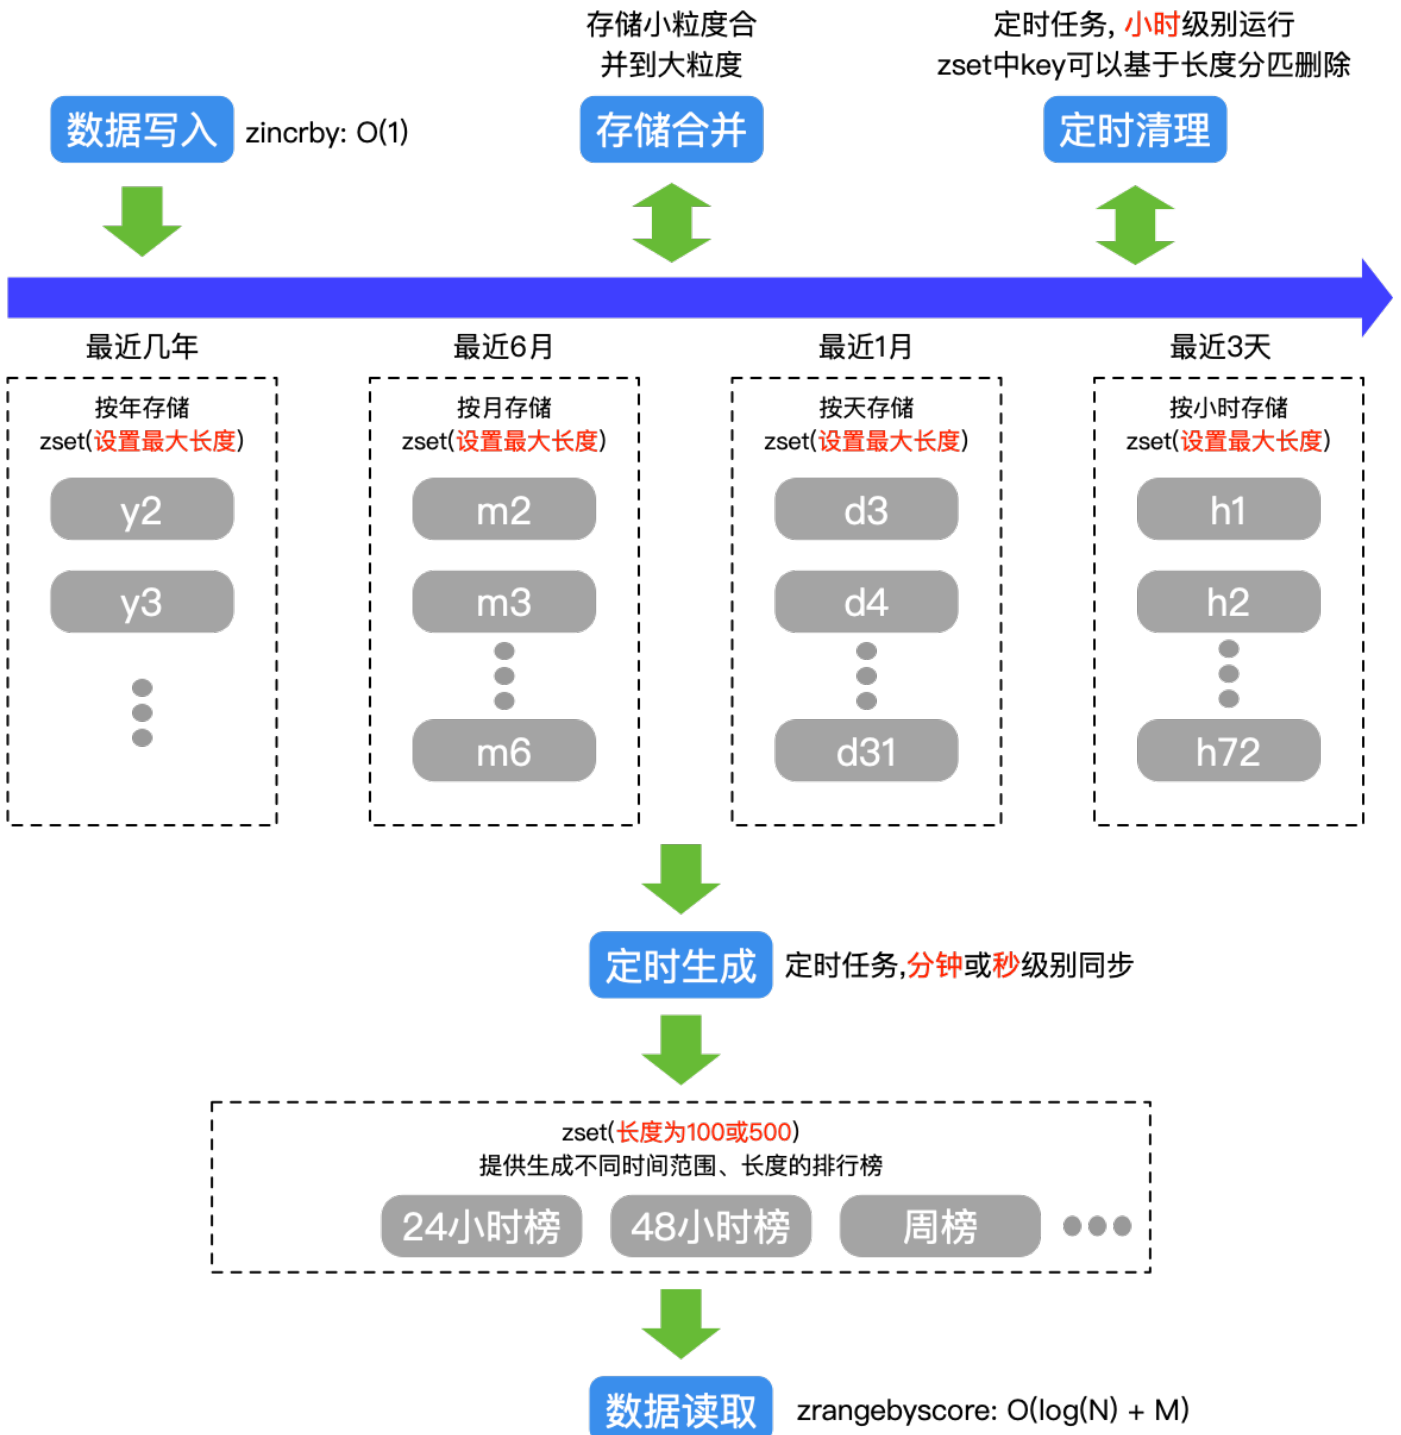 存储小粒度合
并到大粒度
定时任务, 小时级别运行
zset中key可以基于长度分匹删除
数据写入
zincrby: O(1)
存储合并
定时清理
最近几年
最近6月
最近1月
最近3天
按年存储
zset(设置最大长度)
y2
y3
按月存储
zset(设置最大长度)
m2
m3
m6
按天存储
zset(设置最大长度)
d3
d4
d31
按小时存储
zset(设置最大长度)
h1
h2
h72
定时生成
定时任务,分钟或秒级别同步
zset(长度为100或500)
提供生成不同时间范围、长度的排行榜
24小时榜
48小时榜
周榜
数据读取
zrangebyscore: O(log(N) + M)